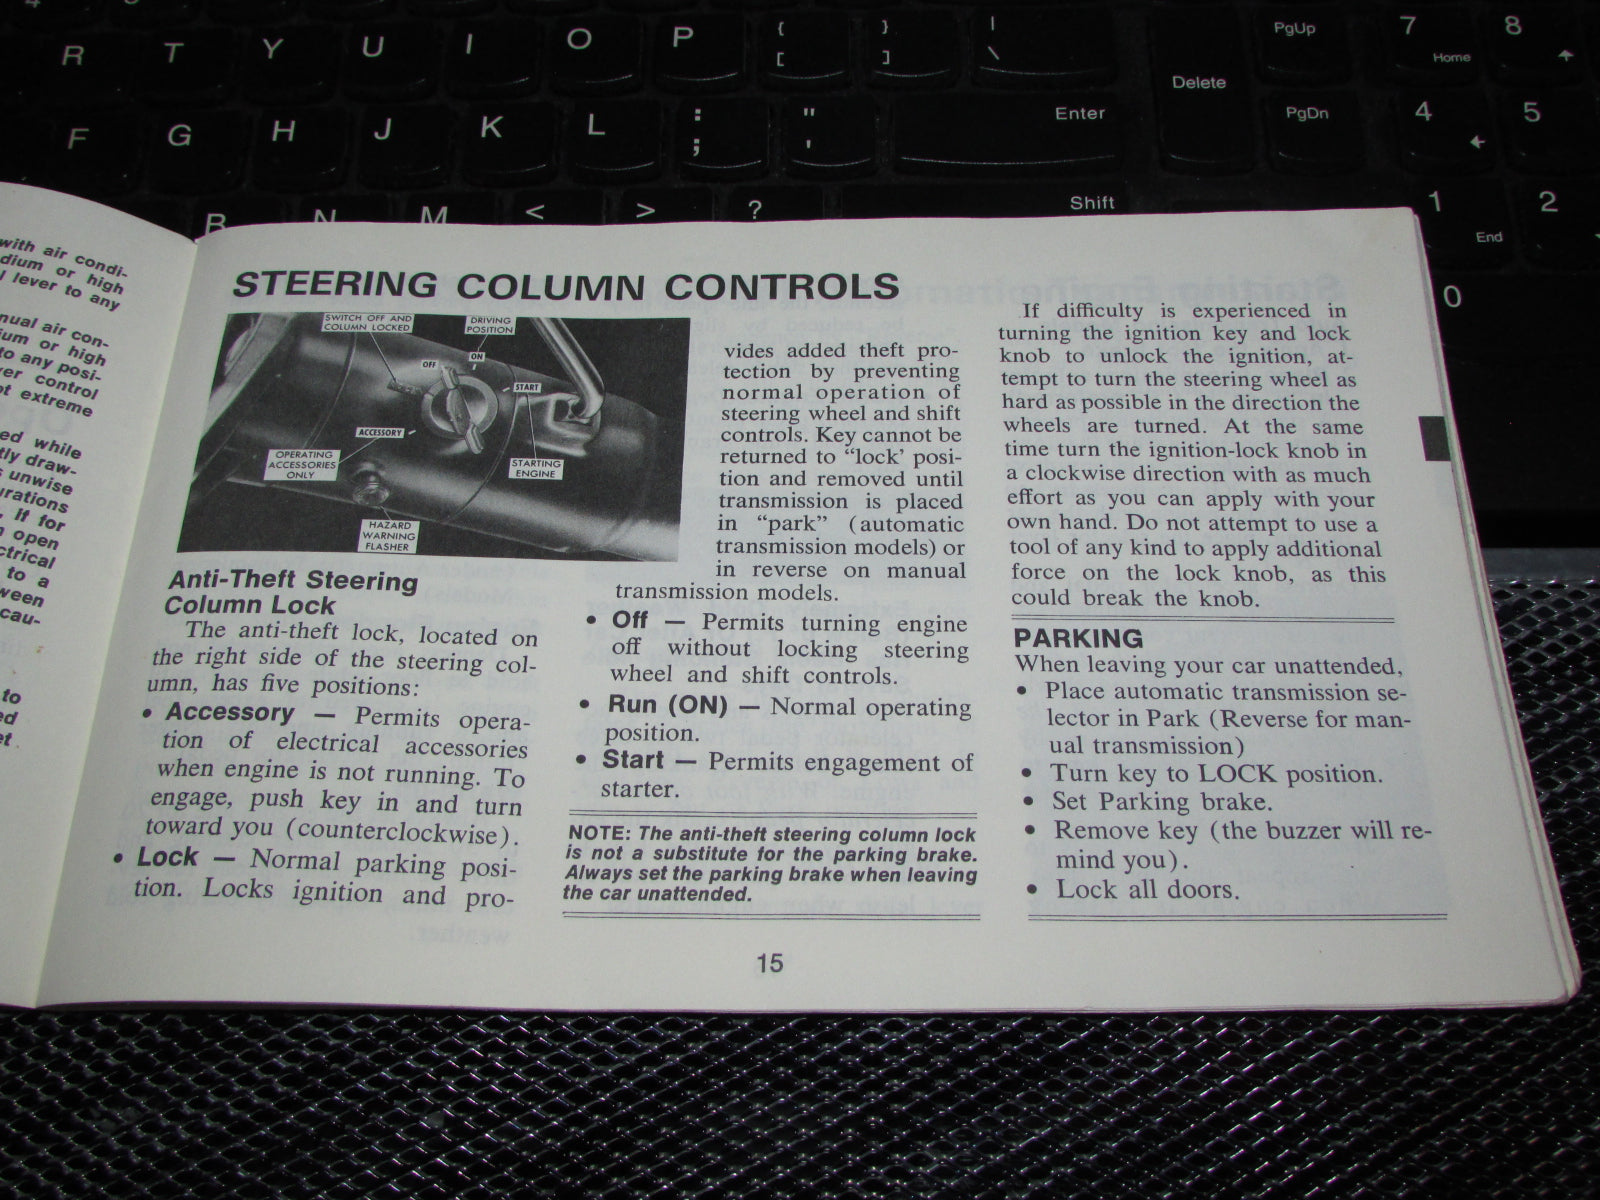 R T Y U I O P { [ } ] | \ PgUp 7 Home 8
Delete
F G H J K L : ; " ' Enter PgDn 4 5
B N M < > ? Shift 1 End 2
0
with air condi-
dium or high
lever to any
nual air con-
ium or high
to any posi-
ver control
ot extreme
ed while
tly draw-
s unwise
urations
, if for
n open
ctrical
to a
ween
cau-
to
ed
et
STEERING COLUMN CONTROLS
SWITCH OFF AND
COLUMN LOCKED
DRIVING
POSITION
ON
OFF
START
ACCESSORY
OPERATING
ACCESSORIES
ONLY
STARTING
ENGINE
HAZARD
WARNING
FLASHER
Anti-Theft Steering
Column Lock
The anti-theft lock, located on
the right side of the steering col-
umn, has five positions:
• Accessory — Permits opera-
tion of electrical accessories
when engine is not running. To
engage, push key in and turn
toward you (counterclockwise).
• Lock — Normal parking posi-
tion. Locks ignition and pro-
vides added theft pro-
tection by preventing
normal operation of
steering wheel and shift
controls. Key cannot be
returned to “lock’ posi-
tion and removed until
transmission is placed
in “park” (automatic
transmission models) or
in reverse on manual
transmission models.
• Off — Permits turning engine
off without locking steering
wheel and shift controls.
• Run (ON) — Normal operating
position.
• Start — Permits engagement of
starter.
NOTE: The anti-theft steering column lock
is not a substitute for the parking brake.
Always set the parking brake when leaving
the car unattended.
If difficulty is experienced in
turning the ignition key and lock
knob to unlock the ignition, at-
tempt to turn the steering wheel as
hard as possible in the direction the
wheels are turned. At the same
time turn the ignition-lock knob in
a clockwise direction with as much
effort as you can apply with your
own hand. Do not attempt to use a
tool of any kind to apply additional
force on the lock knob, as this
could break the knob.
PARKING
When leaving your car unattended,
• Place automatic transmission se-
lector in Park (Reverse for man-
ual transmission)
• Turn key to LOCK position.
• Set Parking brake.
• Remove key (the buzzer will re-
mind you).
• Lock all doors.
15